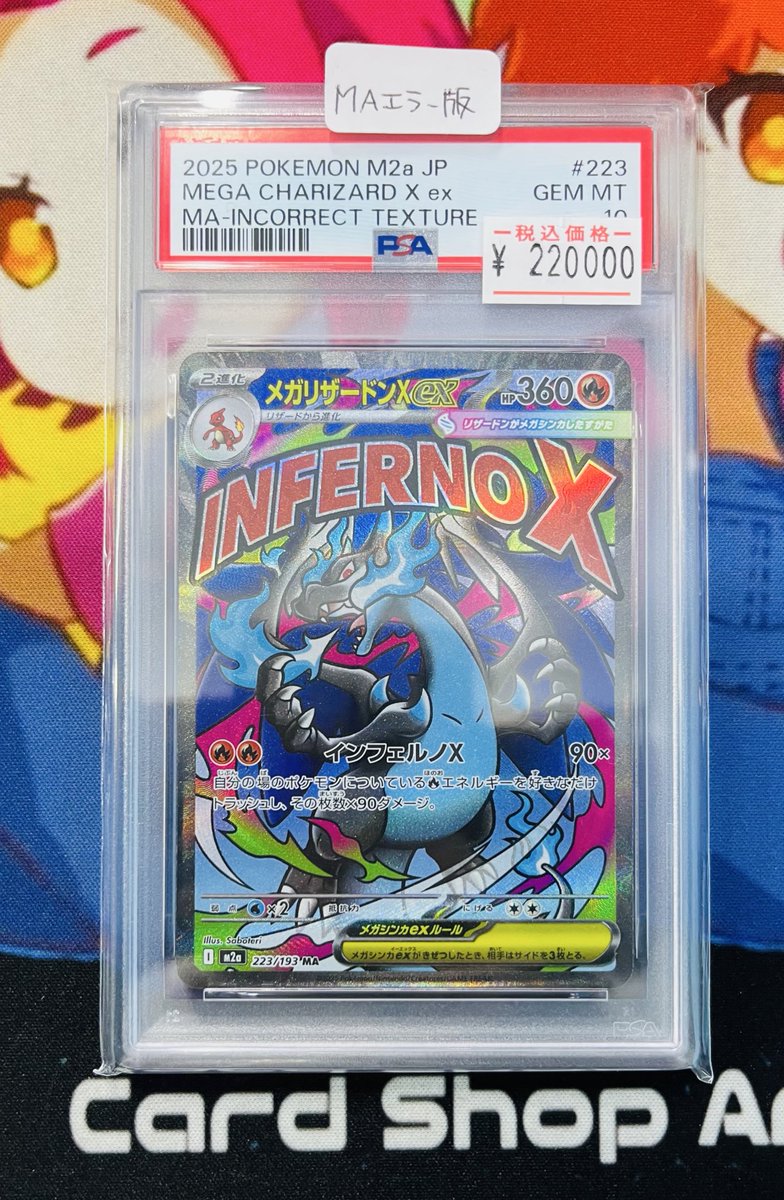 MAエラー版
2025 POKEMON M2a JP #223
MEGA CHARIZARD X ex GEM MT
MA-INCORRECT TEXTURE 10
PSA
税込価格
¥ 220000
2進化 メガリザードンXex HP360
リザードから進化
リザードンがメガシンカしたすがた
INFERNO X
インフェルノX 90×
自分の場のポケモンについているエネルギーを好きなだけ
トラッシュし、その枚数×90ダメージ。
弱点 ×2 抵抗力 にげる
Illus. Saboteri
メガシンカexルール
I M2a 223/193 MA
メガシンカexがきぜつしたとき、相手はサイドを3枚とる。
PSA
Card Shop A